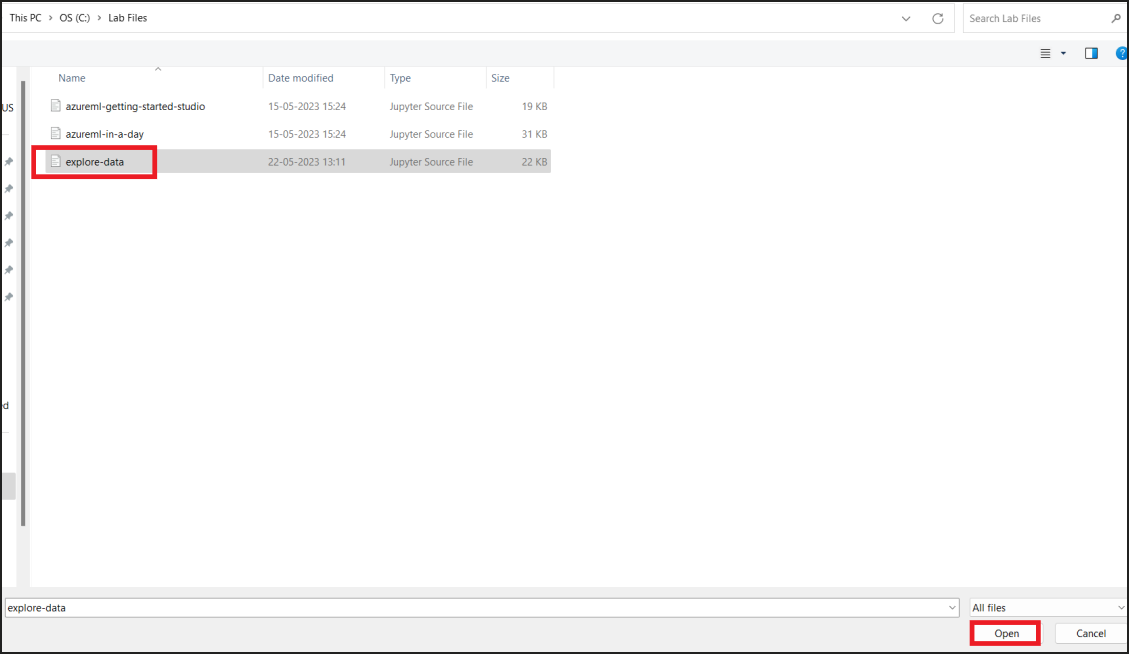 This PC > OS (C:) > Lab Files
Search Lab Files
?
Name Date modified Type Size
US
azureml-getting-started-studio 15-05-2023 15:24 Jupyter Source File 19 KB
azureml-in-a-day 15-05-2023 15:24 Jupyter Source File 31 KB
explore-data 22-05-2023 13:11 Jupyter Source File 22 KB
ed
explore-data
All files
Open Cancel